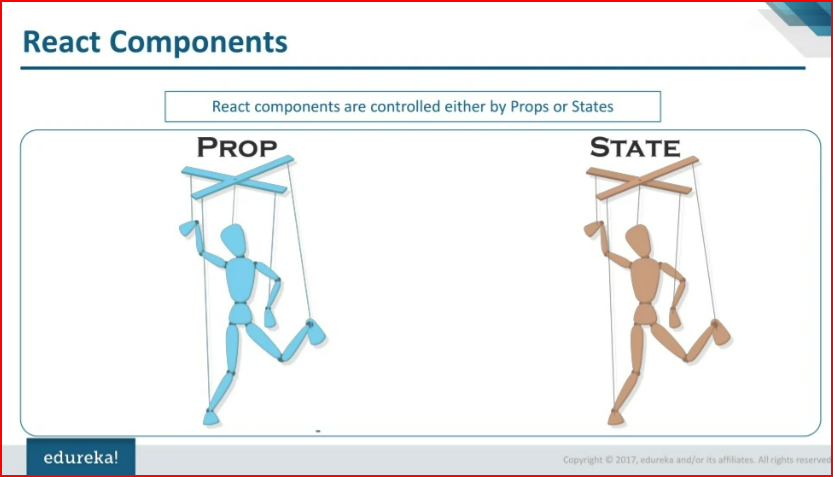 React Components
React components are controlled either by Props or States
PROP
STATE
edureka!
Copyright © 2017, edureka and/or its affiliates. All rights reserved